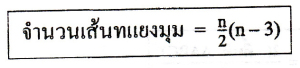 จำนวนเส้นทแยงมุม = n/2(n – 3)